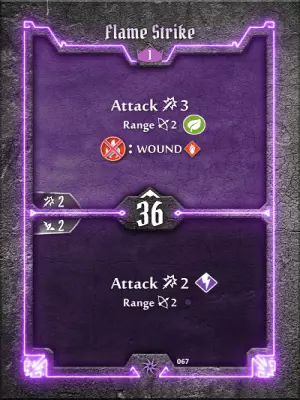 Flame Strike
1
Attack 3
Range 2
: WOUND
2
36
2
Attack 2
Range 2
067